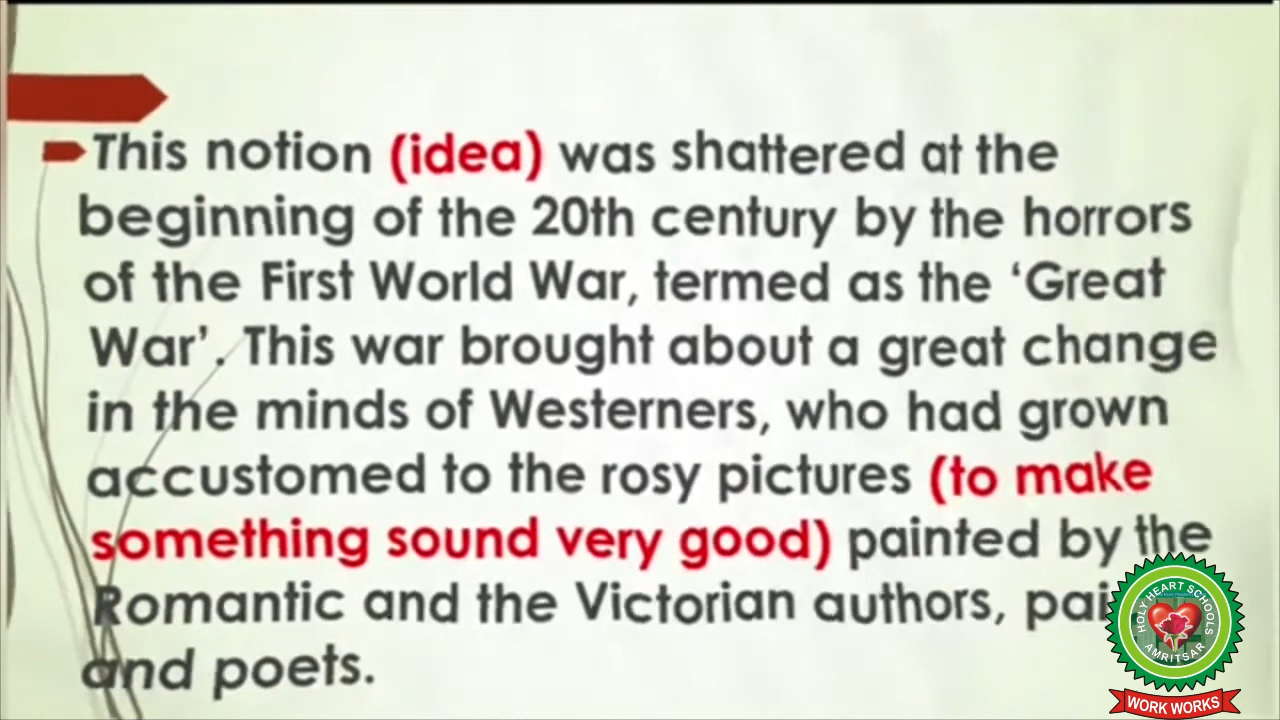 This notion (idea) was shattered at the
beginning of the 20th century by the horrors
of the First World War, termed as the ‘Great
War’. This war brought about a great change
in the minds of Westerners, who had grown
accustomed to the rosy pictures (to make
something sound very good) painted by the
Romantic and the Victorian authors,
and poets.
HOLY HEART SCHOOLS
AMRITSAR
WORK WORKS